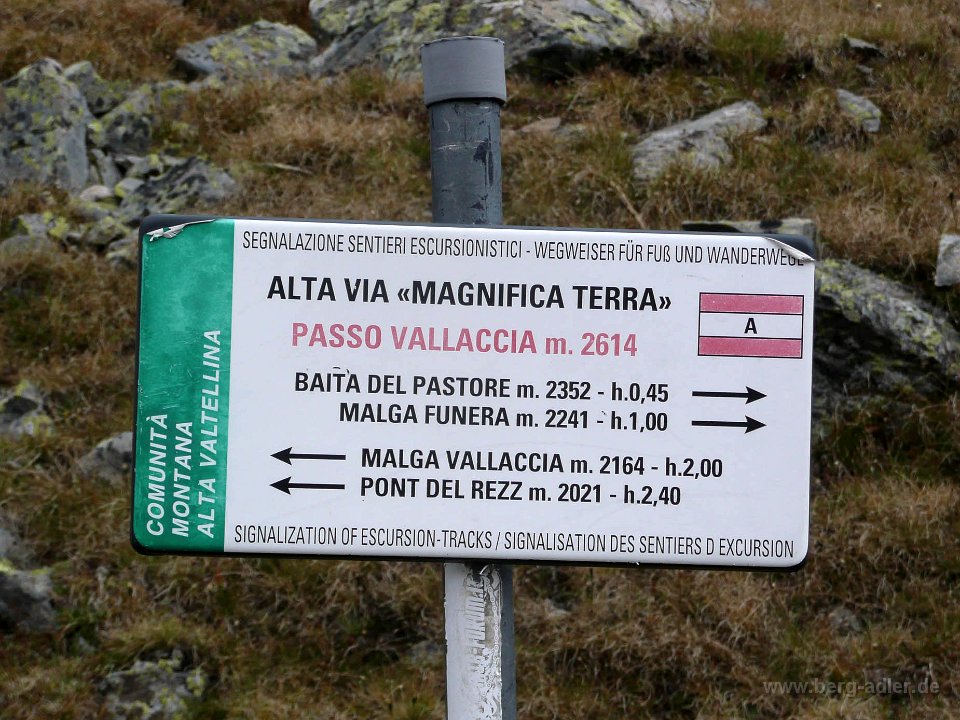 SEGNALAZIONE SENTIERI ESCURSIONISTICI - WEGWEISER FÜR FUß UND WANDERWEGE
ALTA VIA «MAGNIFICA TERRA»
PASSO VALLACCIA m. 2614
A
BAITA DEL PASTORE m. 2352 - h.0,45
MALGA FUNERA m. 2241 - h.1,00
MALGA VALLACCIA m. 2164 - h.2,00
PONT DEL REZZ m. 2021 - h.2,40
COMUNITÀ
MONTANA
ALTA VALTELLINA
SIGNALIZATION OF ESCURSION-TRACKS / SIGNALISATION DES SENTIERS D EXCURSION
www.berg-adler.de